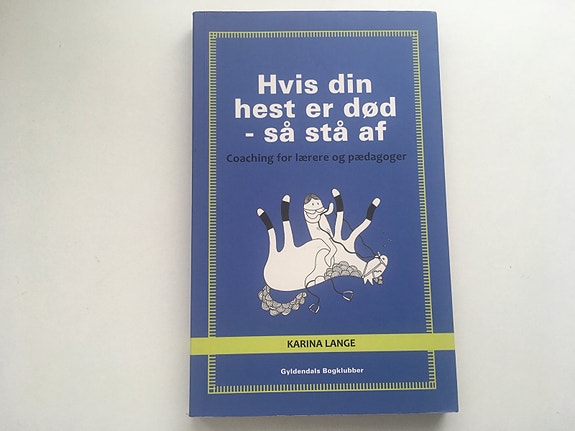 Hvis din
hest er død
- så stå af
Coaching for lærere og pædagoger
KARINA LANGE
Gyldendals Bogklubber